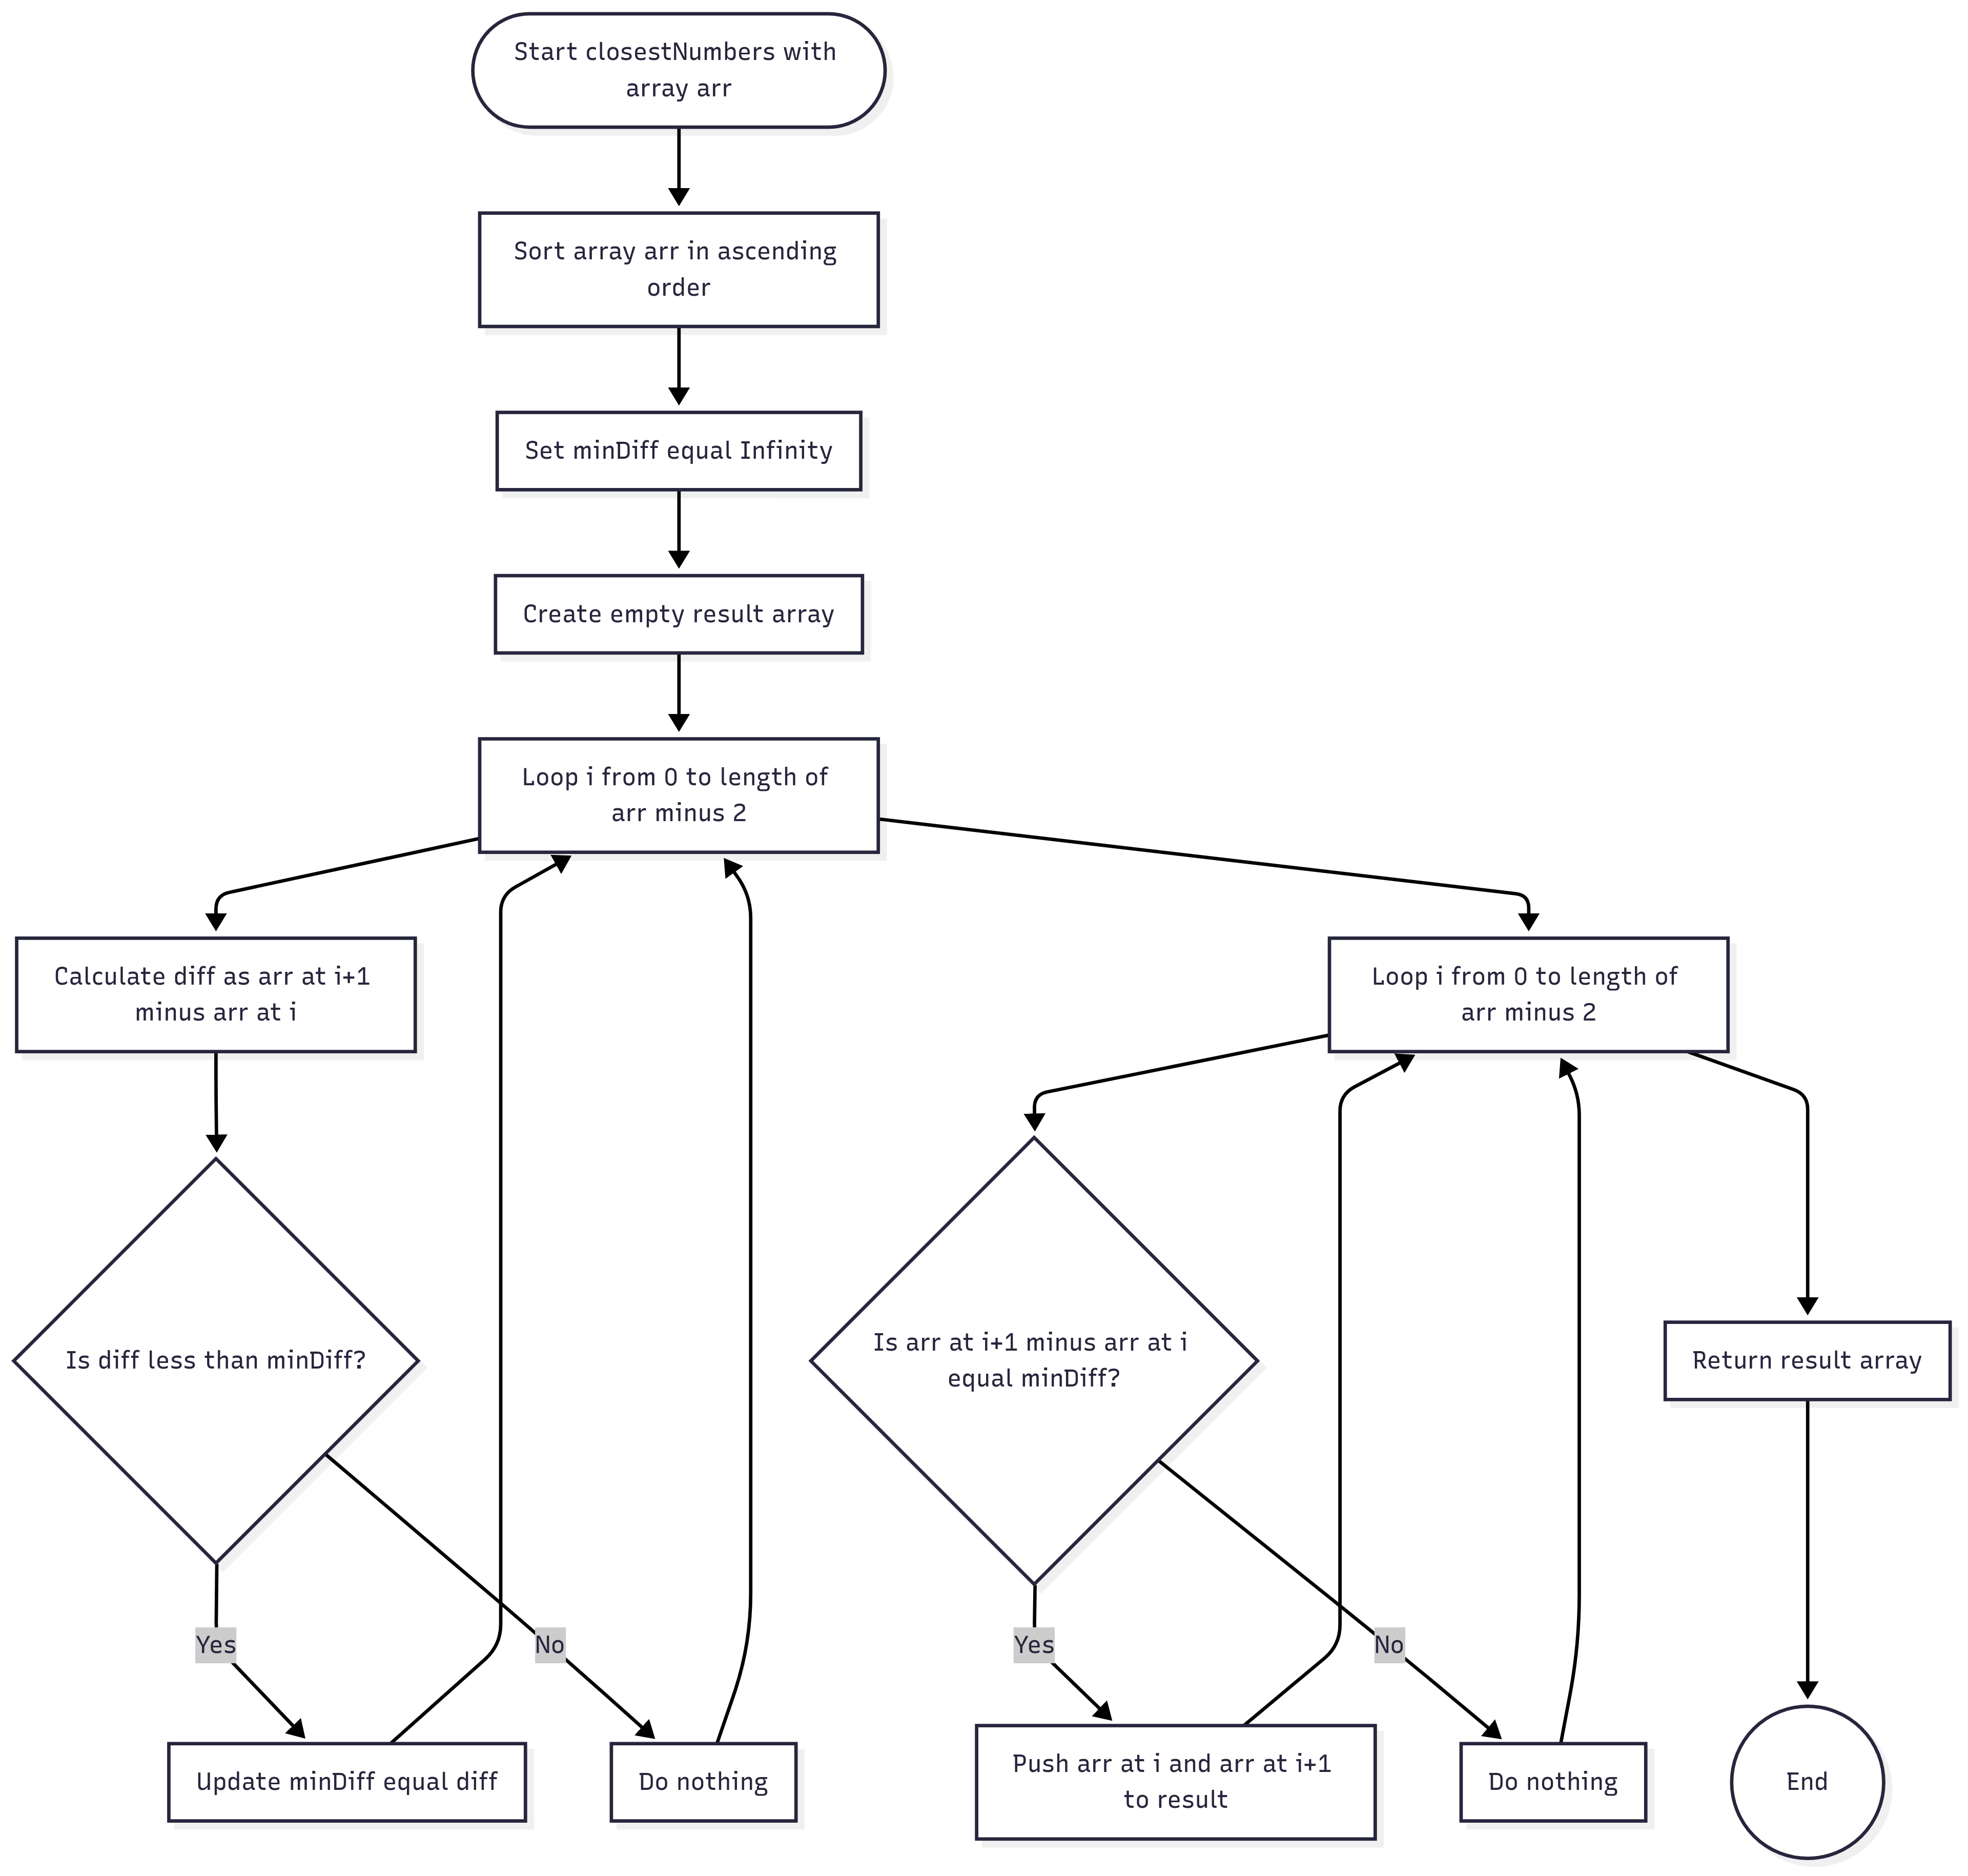 Start closestNumbers with
array arr
Sort array arr in ascending
order
Set minDiff equal Infinity
Create empty result array
Loop i from 0 to length of
arr minus 2
Calculate diff as arr at i+1
minus arr at i
Loop i from 0 to length of
arr minus 2
Is diff less than minDiff?
Is arr at i+1 minus arr at i
equal minDiff?
Return result array
Yes
No
Yes
No
Update minDiff equal diff
Do nothing
Push arr at i and arr at i+1
to result
Do nothing
End